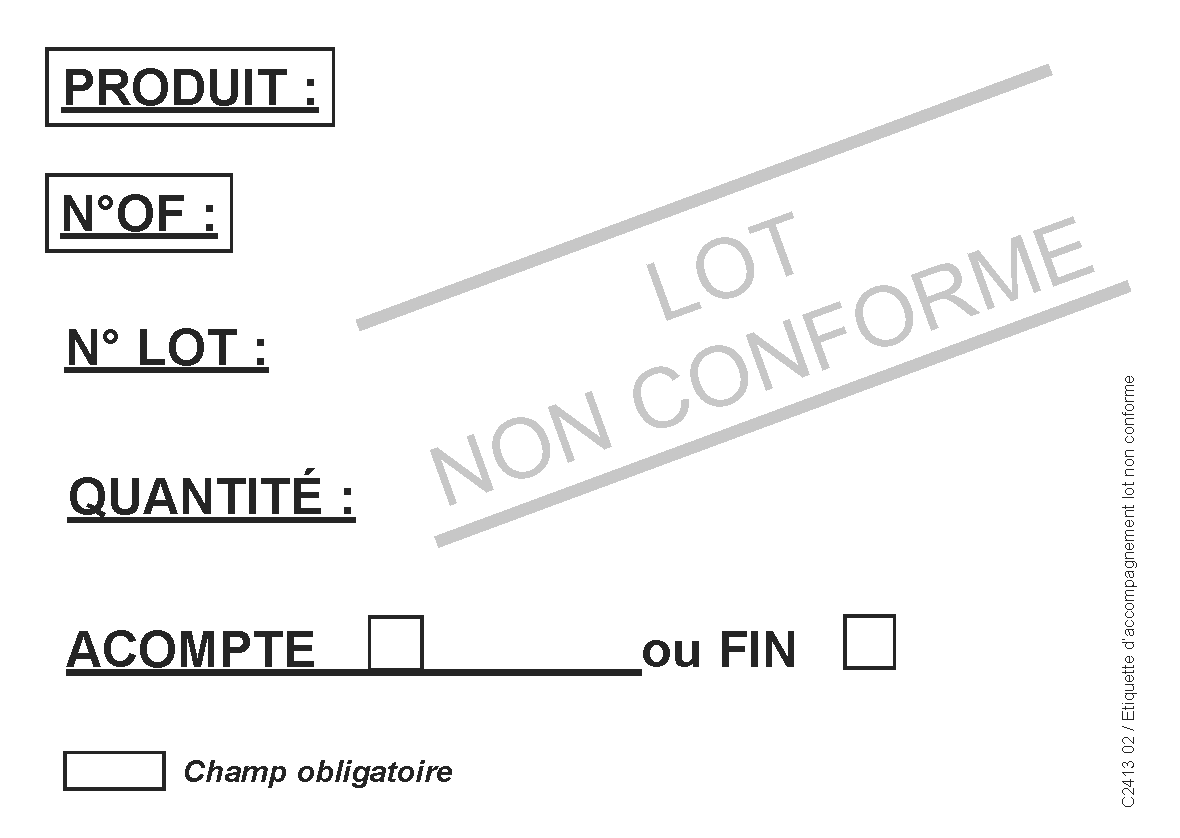 PRODUIT :
N°OF :
N° LOT :
QUANTITÉ :
ACOMPTE ou FIN
Champ obligatoire
LOT
NON CONFORME
C2413 02 / Etiquette d'accompagnement lot non conforme